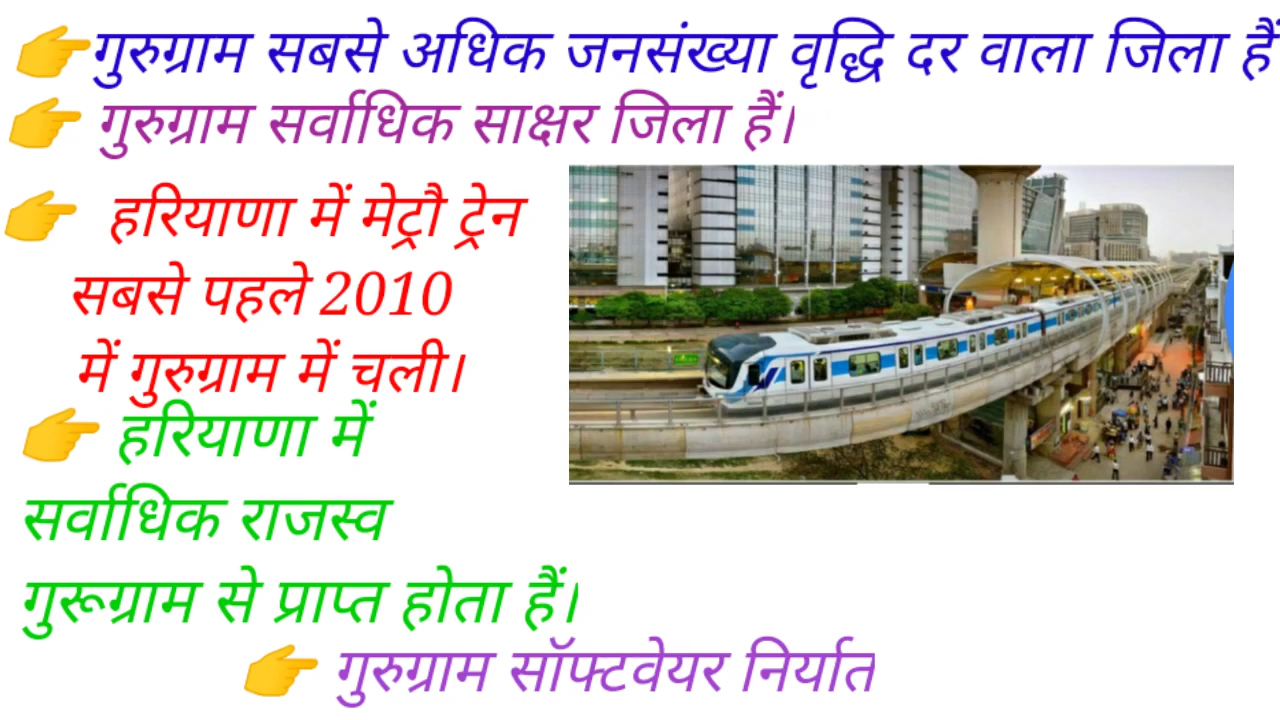 👉गुरुग्राम सबसे अधिक जनसंख्या वृद्धि दर वाला जिला हैं
👉 गुरुग्राम सर्वाधिक साक्षर जिला हैं।
👉 हरियाणा में मेट्रौ ट्रेन
सबसे पहले 2010
में गुरुग्राम में चली।
👉 हरियाणा में
सर्वाधिक राजस्व
गुरूग्राम से प्राप्त होता हैं।
👉 गुरुग्राम सॉफ्टवेयर निर्यात